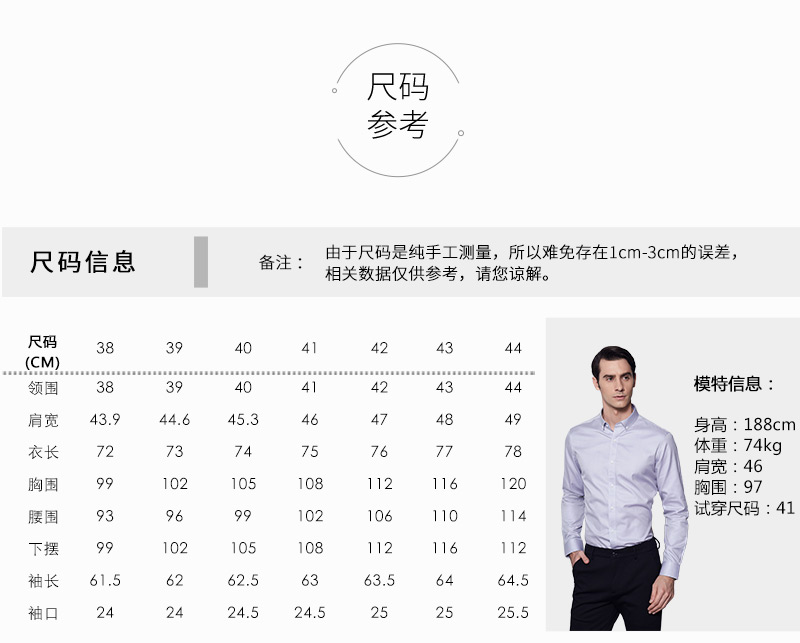 尺码
参考
尺码信息
备注：
由于尺码是纯手工测量，所以难免存在1cm-3cm的误差，
相关数据仅供参考，请您谅解。
尺码
(CM) 38 39 40 41 42 43 44
领围 38 39 40 41 42 43 44
肩宽 43.9 44.6 45.3 46 47 48 49
衣长 72 73 74 75 76 77 78
胸围 99 102 105 108 112 116 120
腰围 93 96 99 102 106 110 114
下摆 99 102 105 108 112 116 112
袖长 61.5 62 62.5 63 63.5 64 64.5
袖口 24 24 24.5 24.5 25 25 25.5
模特信息：
身高：188cm
体重：74kg
肩宽：46
胸围：97
试穿尺码：41